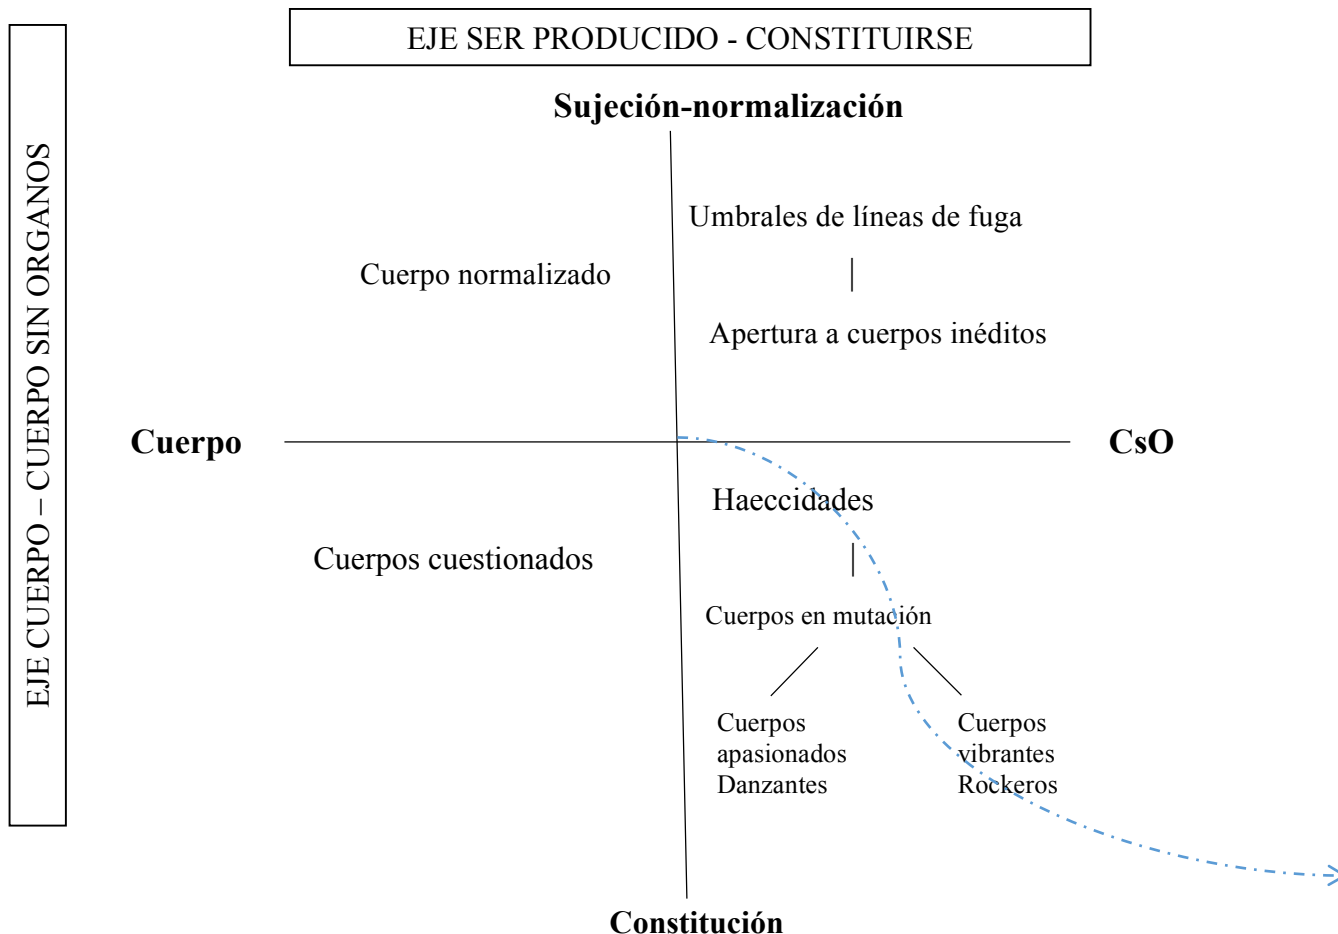 EJE SER PRODUCIDO - CONSTITUIRSE
EJE CUERPO – CUERPO SIN ORGANOS
Sujeción-normalización
Umbrales de líneas de fuga
Cuerpo normalizado
Apertura a cuerpos inéditos
Cuerpo
CsO
Haeccidades
Cuerpos cuestionados
Cuerpos en mutación
Cuerpos
apasionados
Danzantes
Cuerpos
vibrantes
Rockeros
Constitución